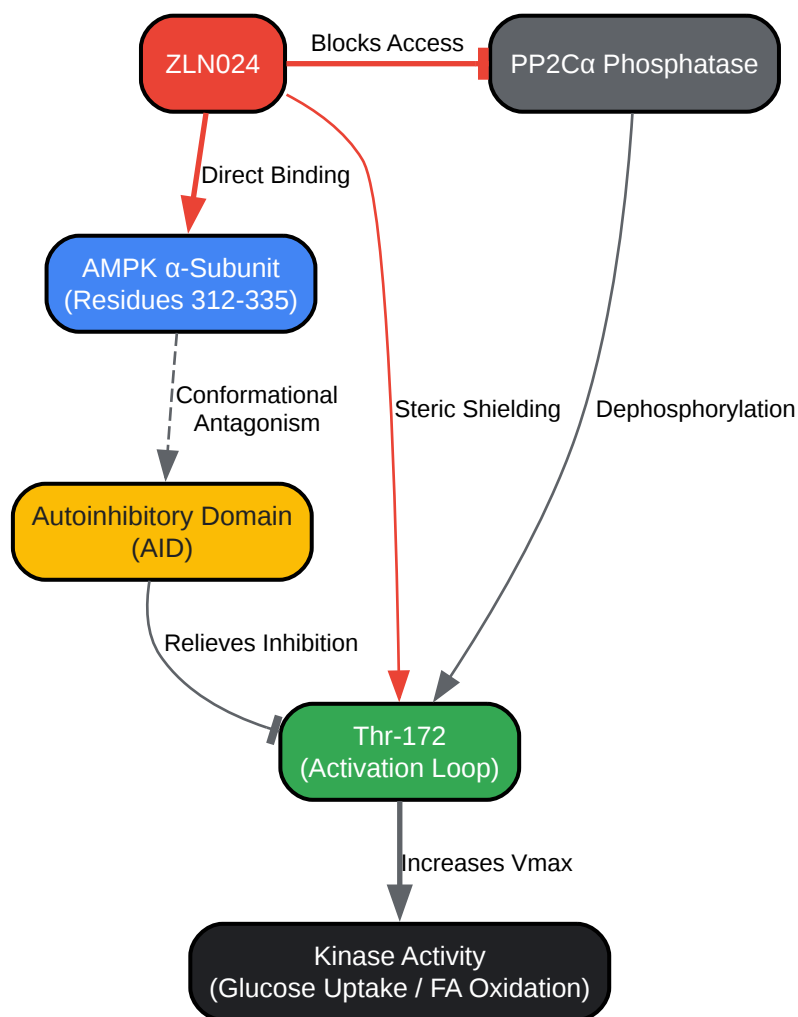 ZLN024
Blocks Access
PP2Cα Phosphatase
Direct Binding
AMPK α-Subunit
(Residues 312-335)
Conformational
Antagonism
Steric Shielding
Dephosphorylation
Autoinhibitory Domain
(AID)
Relieves Inhibition
Thr-172
(Activation Loop)
Increases Vmax
Kinase Activity
(Glucose Uptake / FA Oxidation)